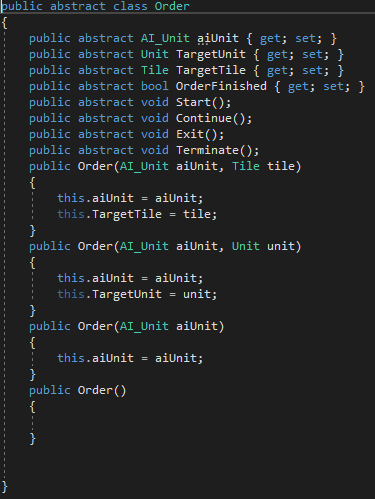 public abstract class Order
{
    public abstract AI_Unit aiUnit { get; set; }
    public abstract Unit TargetUnit { get; set; }
    public abstract Tile TargetTile { get; set; }
    public abstract bool OrderFinished { get; set; }
    public abstract void Start();
    public abstract void Continue();
    public abstract void Exit();
    public abstract void Terminate();
    public Order(AI_Unit aiUnit, Tile tile)
    {
        this.aiUnit = aiUnit;
        this.TargetTile = tile;
    }
    public Order(AI_Unit aiUnit, Unit unit)
    {
        this.aiUnit = aiUnit;
        this.TargetUnit = unit;
    }
    public Order(AI_Unit aiUnit)
    {
        this.aiUnit = aiUnit;
    }
    public Order()
    {

    }


}